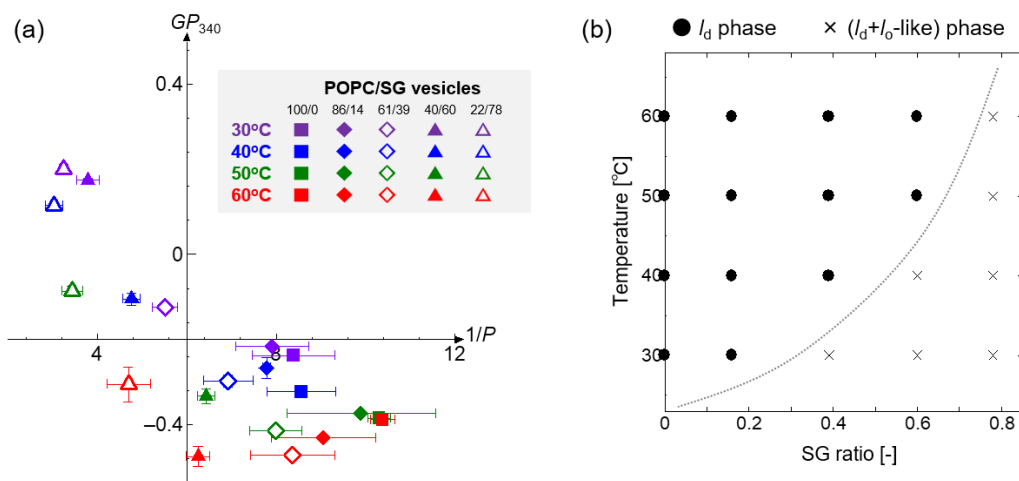 (a)
GP340
0.4
0
−0.4
4
8
12
1/P
POPC/SG vesicles
100/0 86/14 61/39 40/60 22/78
30°C
40°C
50°C
60°C
(b)
ld phase (ld+lo-like) phase
Temperature [°C]
60
50
40
30
0 0.2 0.4 0.6 0.8
SG ratio [-]